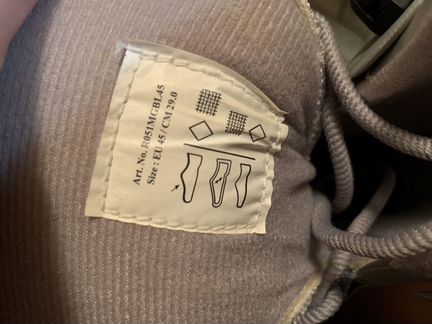 Art. No. R051MGBL45
Size : EU 45 / CM 29.0